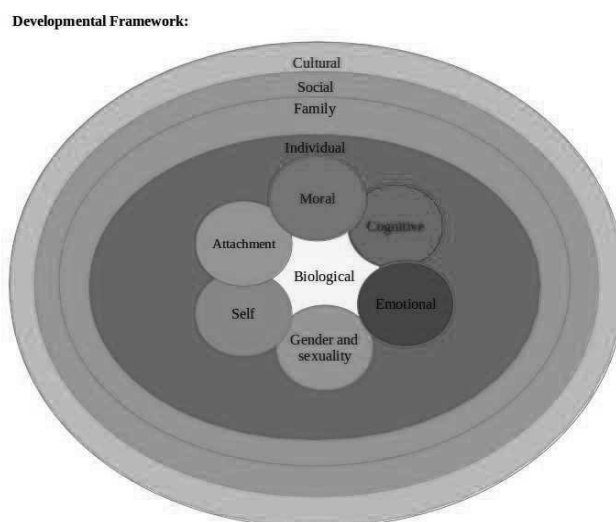 Developmental Framework:
Cultural
Social
Family
Individual
Moral
Cognitive
Attachment
Biological
Emotional
Self
Gender and
sexuality